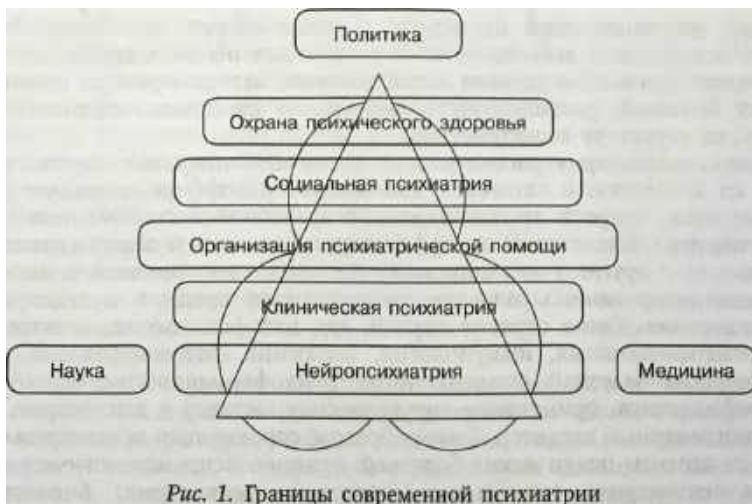 Политика
Охрана психического здоровья
Социальная психиатрия
Организация психиатрической помощи
Клиническая психиатрия
Наука
Нейропсихиатрия
Медицина
Рис. 1. Границы современной психиатрии